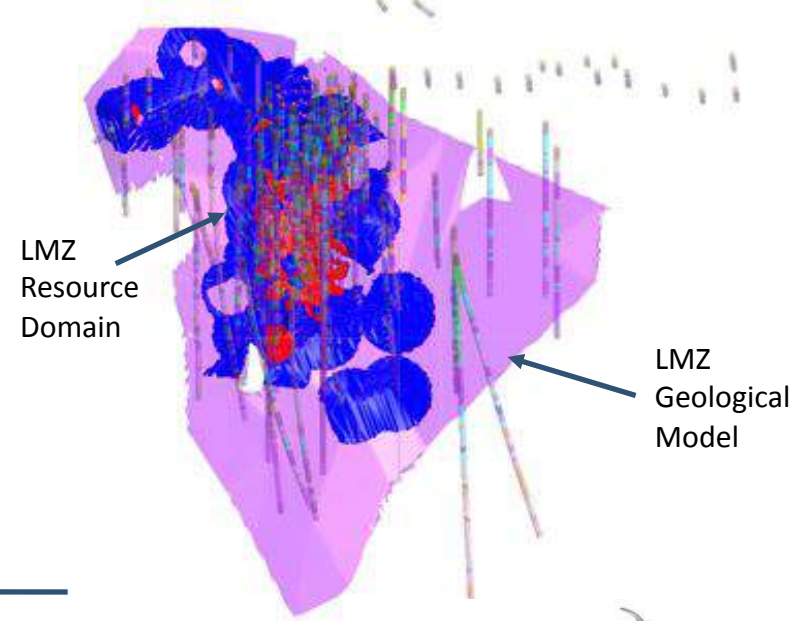 LMZ
Resource
Domain
LMZ
Geological
Model